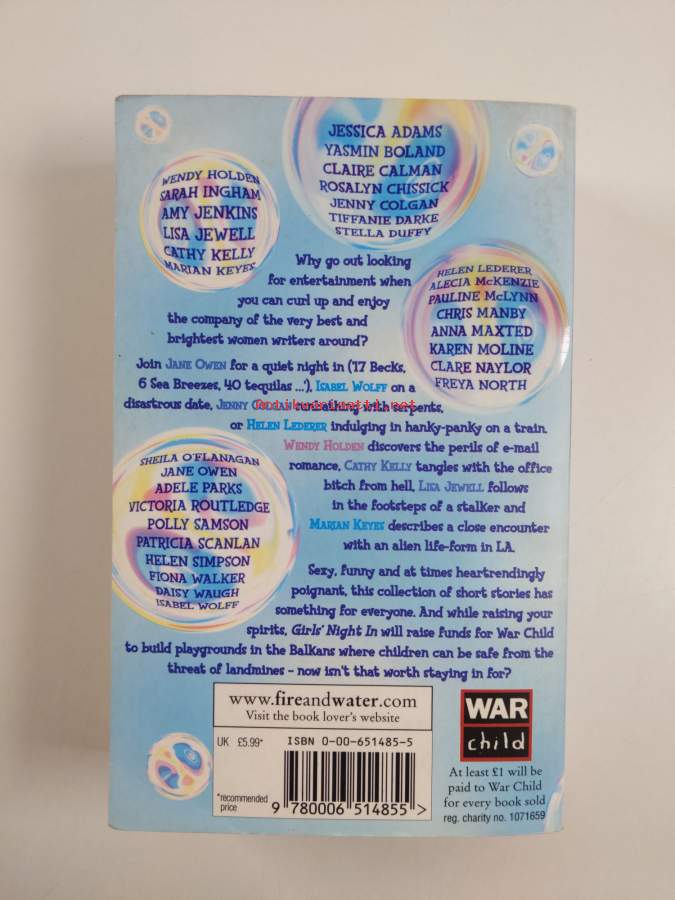 JESSICA ADAMS
YASMIN BOLAND
CLAIRE CALMAN
ROSALYN CHISSICK
JENNY COLGAN
TIFFANIE DARKE
STELLA DUFFY
WENDY HOLDEN
SARAH INGHAM
AMY JENKINS
LISA JEWELL
CATHY KELLY
MARIAN KEYES
HELEN LEDERER
ALECIA McKENZIE
PAULINE McLYNN
CHRIS MANBY
ANNA MAXTED
KAREN MOLINE
CLARE NAYLOR
FREYA NORTH
Why go out looking
for entertainment when
you can curl up and enjoy
the company of the very best and
brightest women writers around?
Join JANE OWEN for a quiet night in ('17 Becks,
6 Sea Breezes, 40 tequilas ...'), ISABEL WOLFF on a
disastrous date, JENNY COLGAN sunbathing with serpents,
or HELEN LEDERER indulging in hanky-panky on a train.
WENDY HOLDEN discovers the perils of e-mail
romance, CATHY KELLY tangles with the office
bitch from hell, LISA JEWELL follows
in the footsteps of a stalker and
MARIAN KEYES describes a close encounter
with an alien life-form in LA.
SHEILA O'FLANAGAN
JANE OWEN
ADELE PARKS
VICTORIA ROUTLEDGE
POLLY SAMSON
PATRICIA SCANLAN
HELEN SIMPSON
FIONA WALKER
DAISY WAUGH
ISABEL WOLFF
Sexy, funny and at times heartrendingly
poignant, this collection of short stories has
something for everyone. And while raising your
spirits, Girls' Night In will raise funds for War Child
to build playgrounds in the Balkans where children can be safe from the
threat of landmines – now isn't that worth staying in for?
www.fireandwater.com
Visit the book lover's website
UK £5.99*
ISBN 0-00-651485-5
*recommended
price
9 780006 514855 >
WAR
child
At least £1 will be
paid to War Child
for every book sold
reg. charity no. 1071659